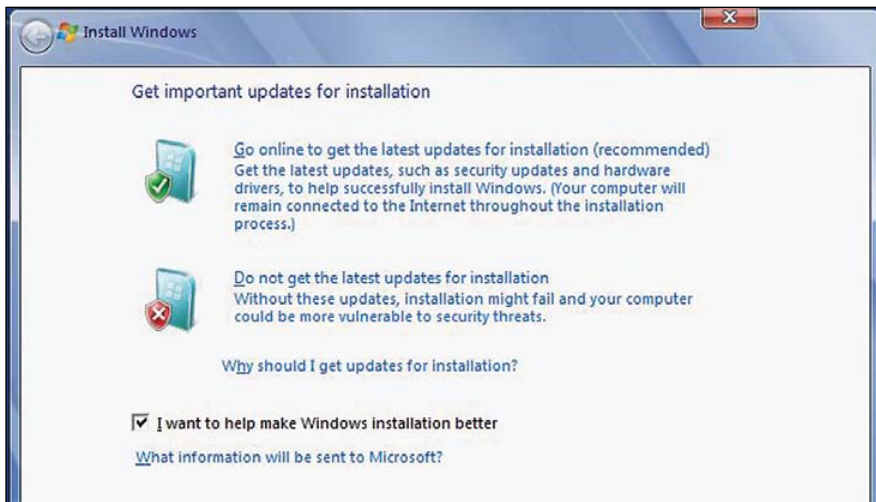 Install Windows
Get important updates for installation
Go online to get the latest updates for installation (recommended)
Get the latest updates, such as security updates and hardware
drivers, to help successfully install Windows. (Your computer will
remain connected to the Internet throughout the installation
process.)
Do not get the latest updates for installation
Without these updates, installation might fail and your computer
could be more vulnerable to security threats.
Why should I get updates for installation?
I want to help make Windows installation better
What information will be sent to Microsoft?